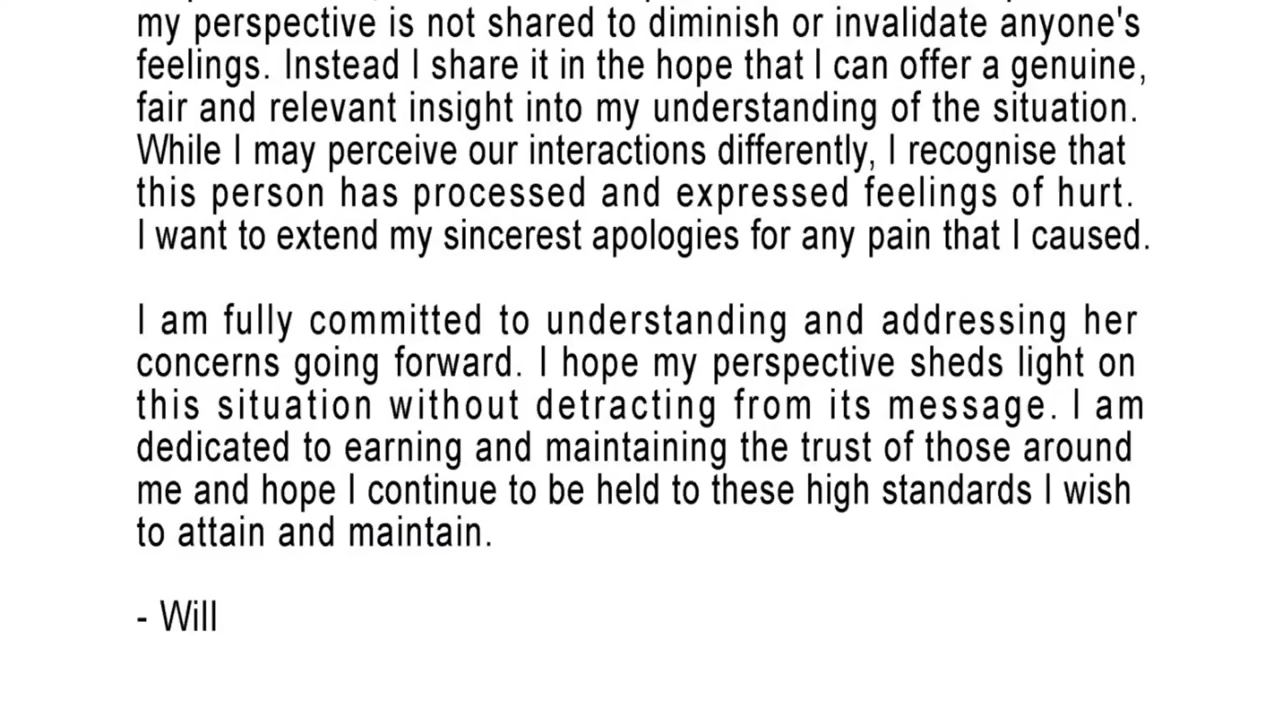 my perspective is not shared to diminish or invalidate anyone's
feelings. Instead I share it in the hope that I can offer a genuine,
fair and relevant insight into my understanding of the situation.
While I may perceive our interactions differently, I recognise that
this person has processed and expressed feelings of hurt.
I want to extend my sincerest apologies for any pain that I caused.
I am fully committed to understanding and addressing her
concerns going forward. I hope my perspective sheds light on
this situation without detracting from its message. I am
dedicated to earning and maintaining the trust of those around
me and hope I continue to be held to these high standards I wish
to attain and maintain.
- Will